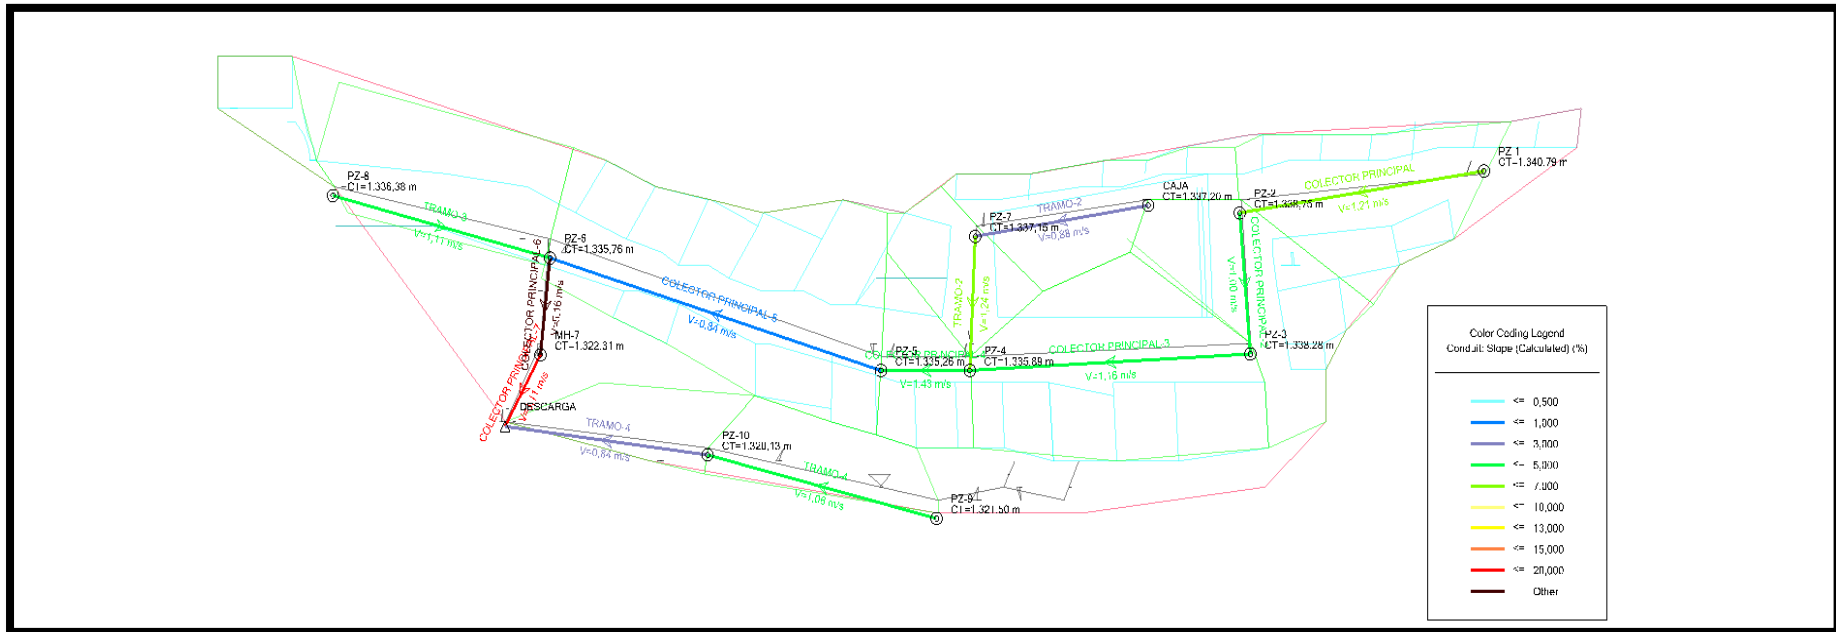 PZ-8
CT=1.336,38 m
TRAMO-3
V=1,11 m/s
PZ-6
CT=1.335,76 m
COLECTOR PRINCIPAL-6
V=5,16 m/s
MH-7
CT=1.322.31 m
COLECTOR PRINCIPAL-7
DESCARGA
TRAMO-4
V=0,84 m/s
PZ-10
CT=1.320,13 m
TRAMO-4
V=1,06 m/s
PZ-9
CT=1.321.50 m
COLECTOR PRINCIPAL-5
V=0,84 m/s
PZ-5
CT=1.335,26 m
COLECTOR PRINCIPAL
V=1.43 m/s
PZ-4
CT=1.335.89 m
TRAMO-2
V=1,24 m/s
PZ-7
CT=1.337,15 m
TRAMO-2
V=0,88 m/s
CAJA
CT=1.337,20 m
COLECTOR PRINCIPAL-3
V=1,16 m/s
PZ-3
CT=1.338.28 m
COLECTOR PRINCIPAL
PZ-2
CT=1.338,75 m
COLECTOR PRINCIPAL
V=1,21 m/s
PZ 1
CT=1.340.79 m
Color Coding Legend
Conduit: Slope (Calculated) (%)
<= 0,500
<= 1,000
<= 3,000
<= 5,000
<= 7,000
<= 10,000
<= 13,000
<= 15,000
<= 20,000
Other